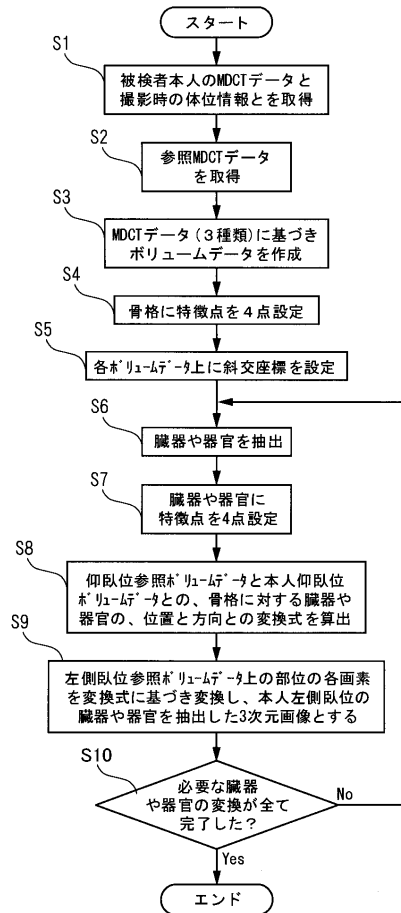 スタート
S1
被検者本人のMDCTデータと
撮影時の体位情報とを取得
S2
参照MDCTデータ
を取得
S3
MDCTデータ(3種類)に基づき
ボリュームデータを作成
S4
骨格に特徴点を4点設定
S5
各ﾎﾞﾘｭｰﾑﾃﾞｰﾀ上に斜交座標を設定
S6
臓器や器官を抽出
S7
臓器や器官に
特徴点を4点設定
S8
仰臥位参照ﾎﾞﾘｭｰﾑﾃﾞｰﾀと本人仰臥位
ﾎﾞﾘｭｰﾑﾃﾞｰﾀとの、骨格に対する臓器や
器官の、位置と方向との変換式を算出
S9
左側臥位参照ﾎﾞﾘｭｰﾑﾃﾞｰﾀ上の部位の各画素
を変換式に基づき変換し、本人左側臥位の
臓器や器官を抽出した3次元画像とする
S10
必要な臓器
や器官の変換が全て
完了した?
No
Yes
エンド